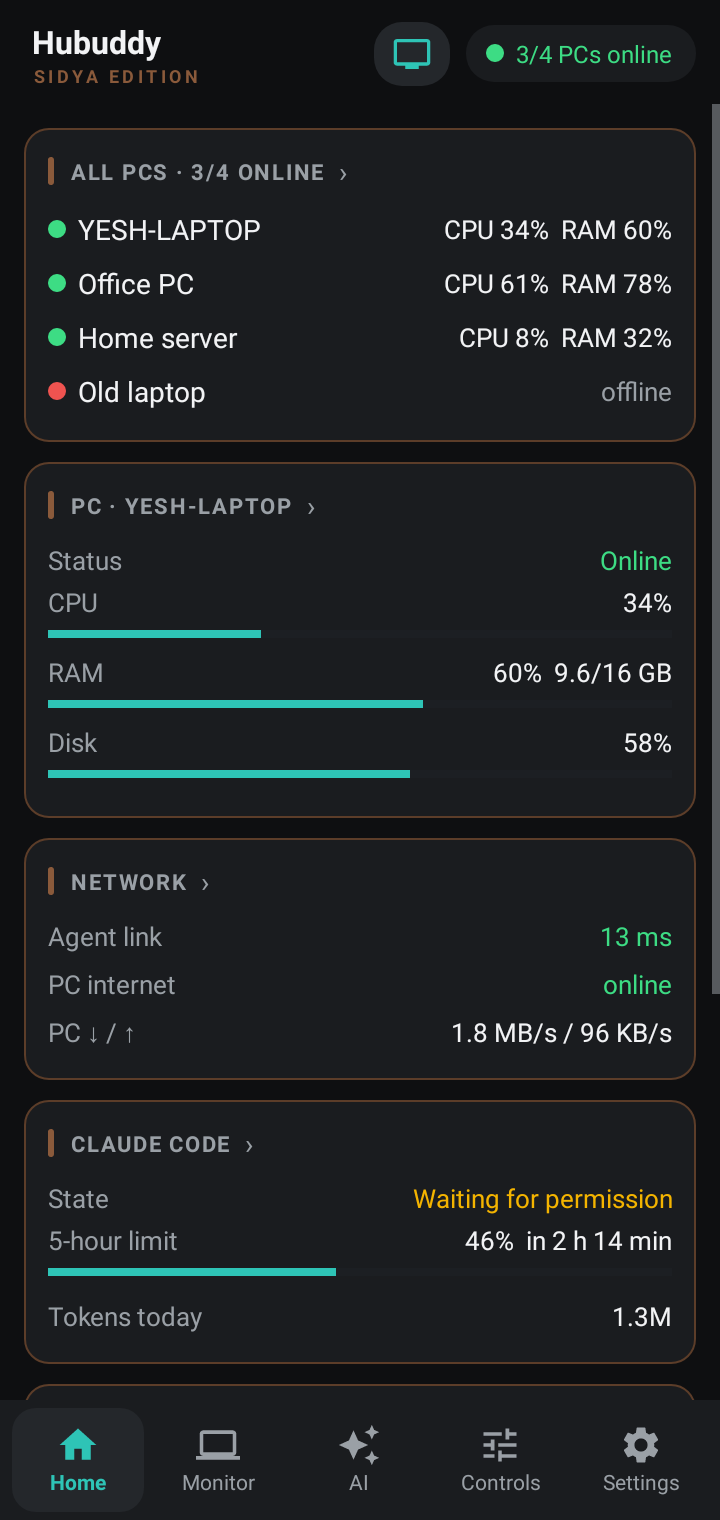 Hubuddy
SIDYA EDITION
3/4 PCs online
ALL PCS · 3/4 ONLINE ›
YESH-LAPTOP CPU 34% RAM 60%
Office PC CPU 61% RAM 78%
Home server CPU 8% RAM 32%
Old laptop offline
PC · YESH-LAPTOP ›
Status Online
CPU 34%
RAM 60% 9.6/16 GB
Disk 58%
NETWORK ›
Agent link 13 ms
PC internet online
PC ↓ / ↑ 1.8 MB/s / 96 KB/s
CLAUDE CODE ›
State Waiting for permission
5-hour limit 46% in 2 h 14 min
Tokens today 1.3M
Home Monitor AI Controls Settings